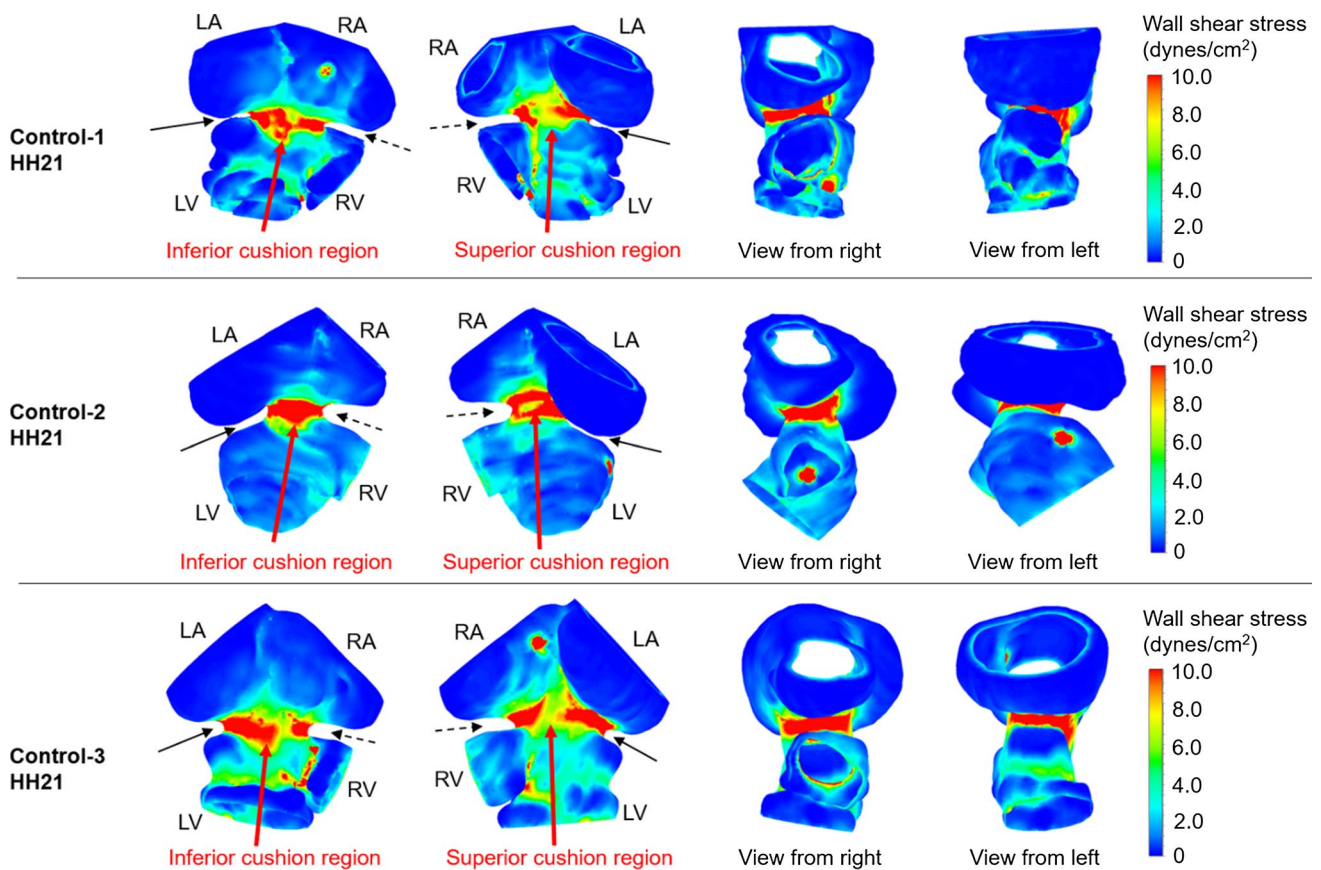 LA
RA
RA
LA
Wall shear stress
(dynes/cm²)
10.0
8.0
6.0
4.0
2.0
0
Control-1
HH21
LV
RV
RV
LV
Inferior cushion region
Superior cushion region
View from right
View from left
LA
RA
RA
LA
Wall shear stress
(dynes/cm²)
10.0
8.0
6.0
4.0
2.0
0
Control-2
HH21
LV
RV
RV
LV
Inferior cushion region
Superior cushion region
View from right
View from left
LA
RA
RA
LA
Wall shear stress
(dynes/cm²)
10.0
8.0
6.0
4.0
2.0
0
Control-3
HH21
LV
RV
RV
LV
Inferior cushion region
Superior cushion region
View from right
View from left